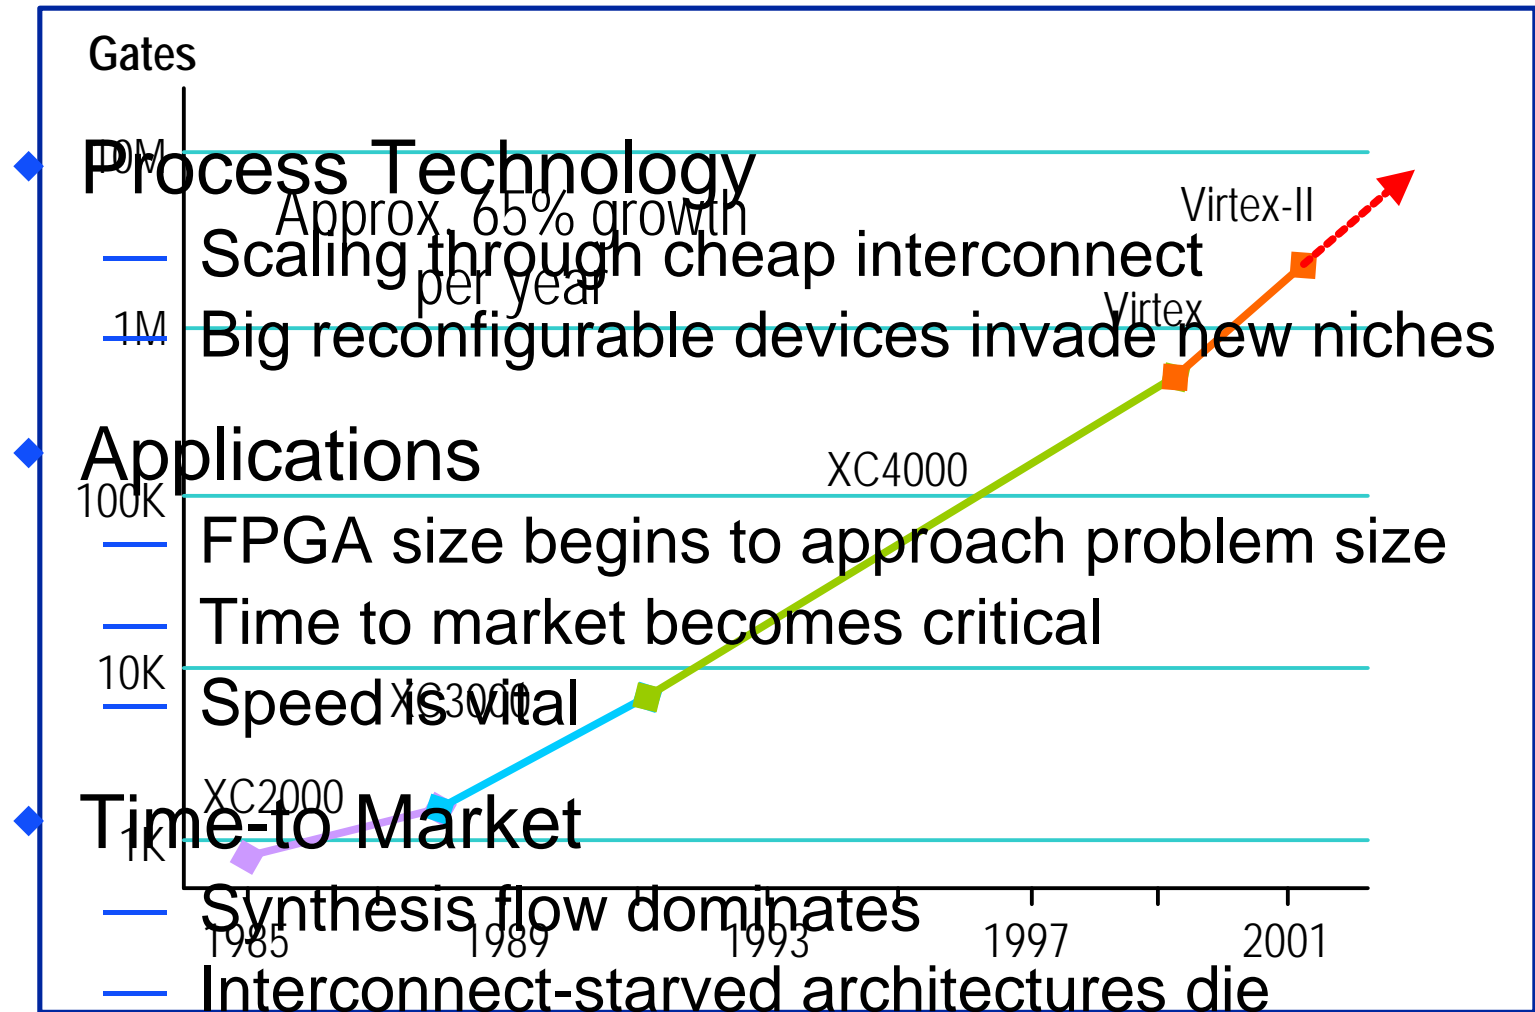 Gates
10M
Process Technology
Approx. 65% growth
per year
Virtex-II
Scaling through cheap interconnect
Virtex
1M
Big reconfigurable devices invade new niches
Applications
XC4000
100K
FPGA size begins to approach problem size
Time to market becomes critical
10K
XC3000
Speed is vital
XC2000
Time-to Market
1K
Synthesis flow dominates
1985 1989 1993 1997 2001
Interconnect-starved architectures die